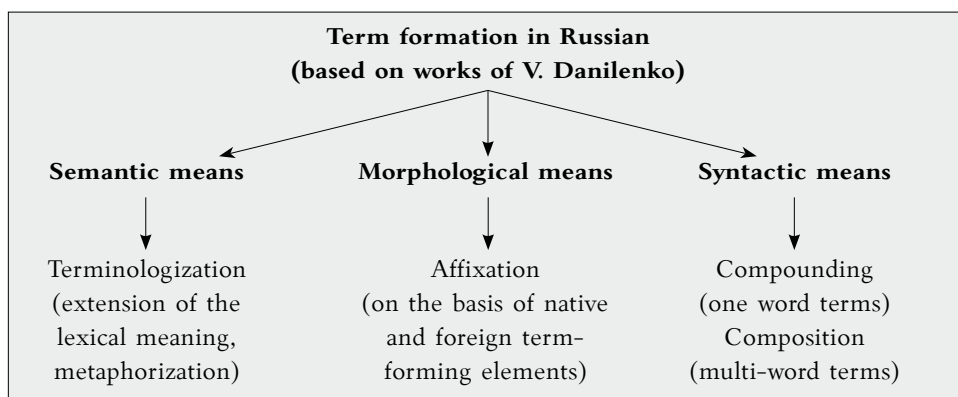 Term formation in Russian
(based on works of V. Danilenko)
Semantic means
Morphological means
Syntactic means
Terminologization
(extension of the
lexical meaning,
metaphorization)
Affixation
(on the basis of native
and foreign term-
forming elements)
Compounding
(one word terms)
Composition
(multi-word terms)